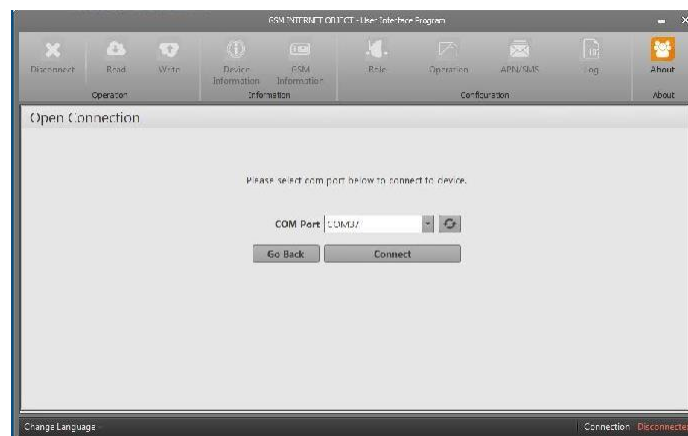 GSM INTERNET OBJECT - User Interface Program
Disconnect Read Write Device Information GSM Information Role Operation APN/SMS Log About
Operation Information Configuration About
Open Connection
Please select com port below to connect to device.
COM Port COM37
Go Back Connect
Change Language Connection Disconnected